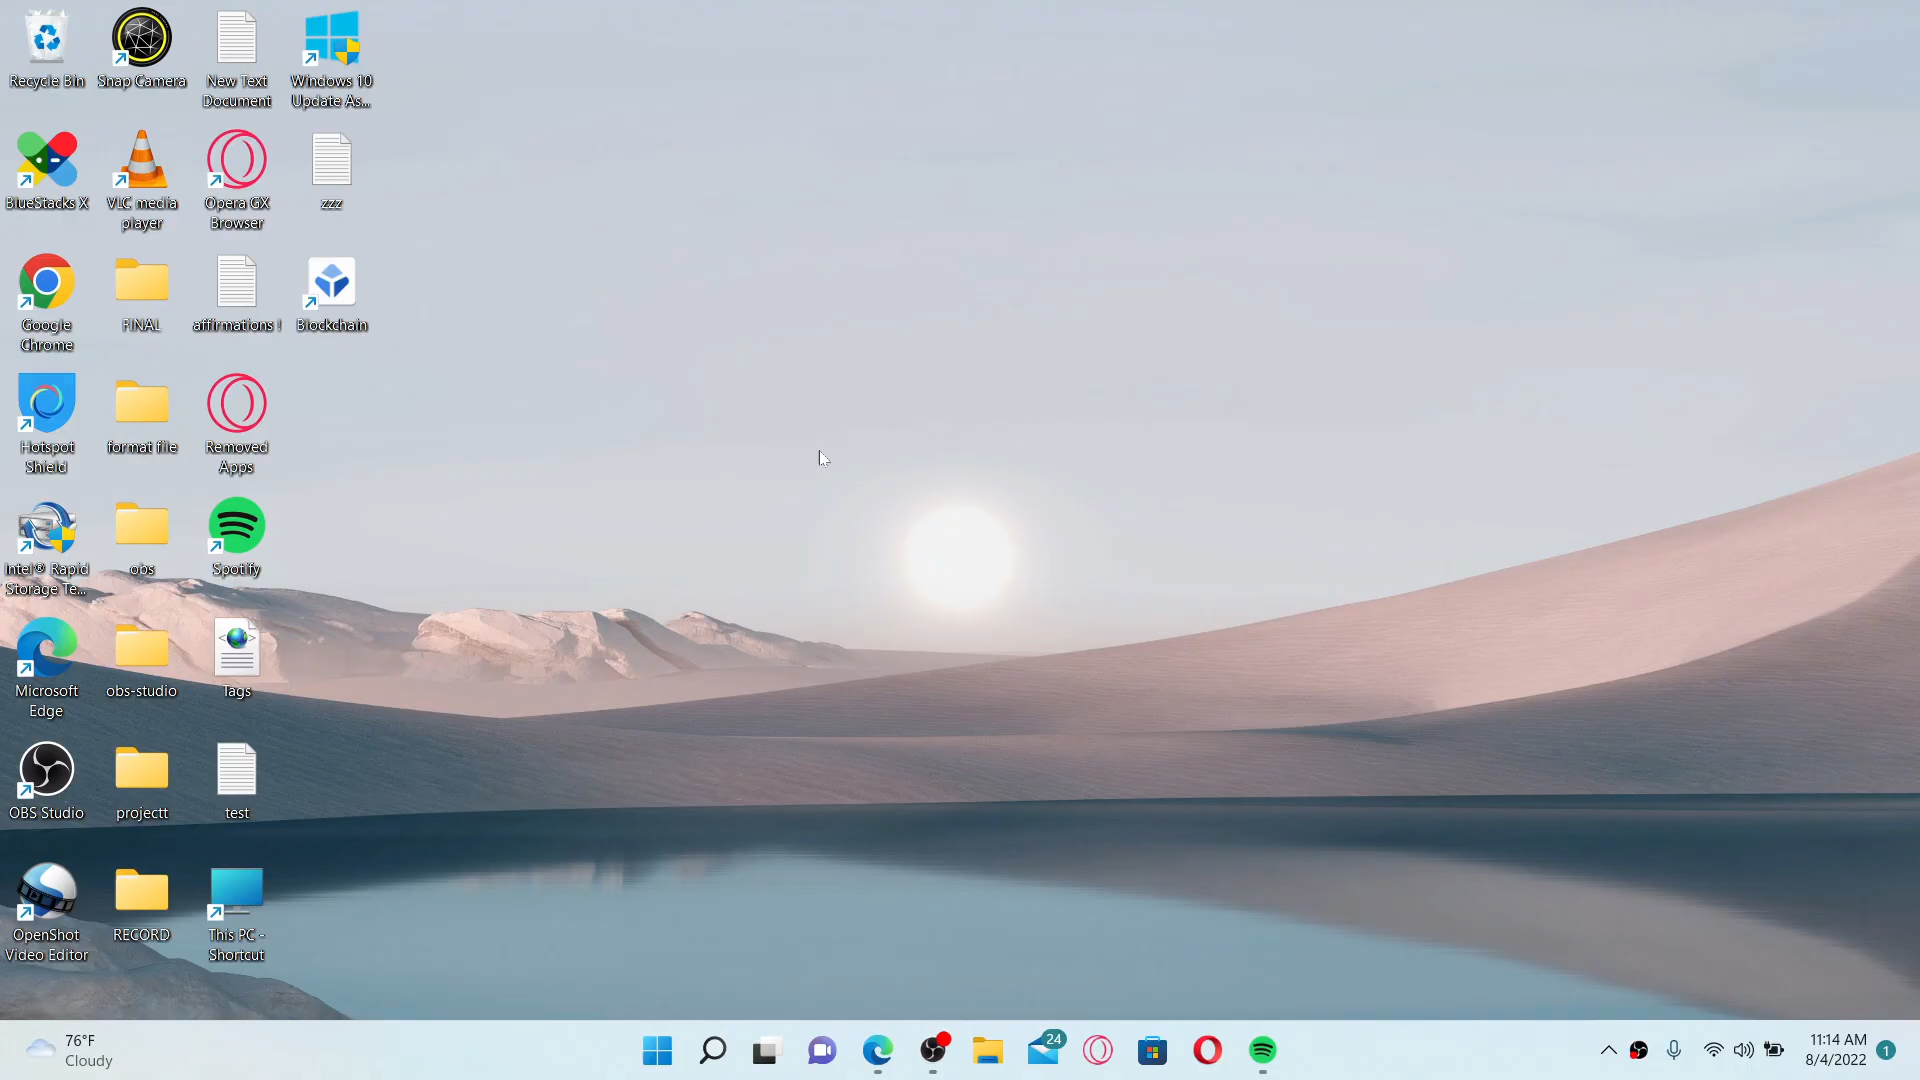 Recycle Bin
Snap Camera
New Text
Document
Windows 10
Update As...
BlueStacks X
VLC media
player
Opera GX
Browser
zzz
Google
Chrome
FINAL
affirmations !
Blockchain
Hotspot
Shield
format file
Removed
Apps
Intel® Rapid
Storage Te...
obs
Spotify
Microsoft
Edge
obs-studio
Tags
OBS Studio
projectt
test
OpenShot
Video Editor
RECORD
This PC -
Shortcut
76°F
Cloudy
24
11:14 AM
8/4/2022
1